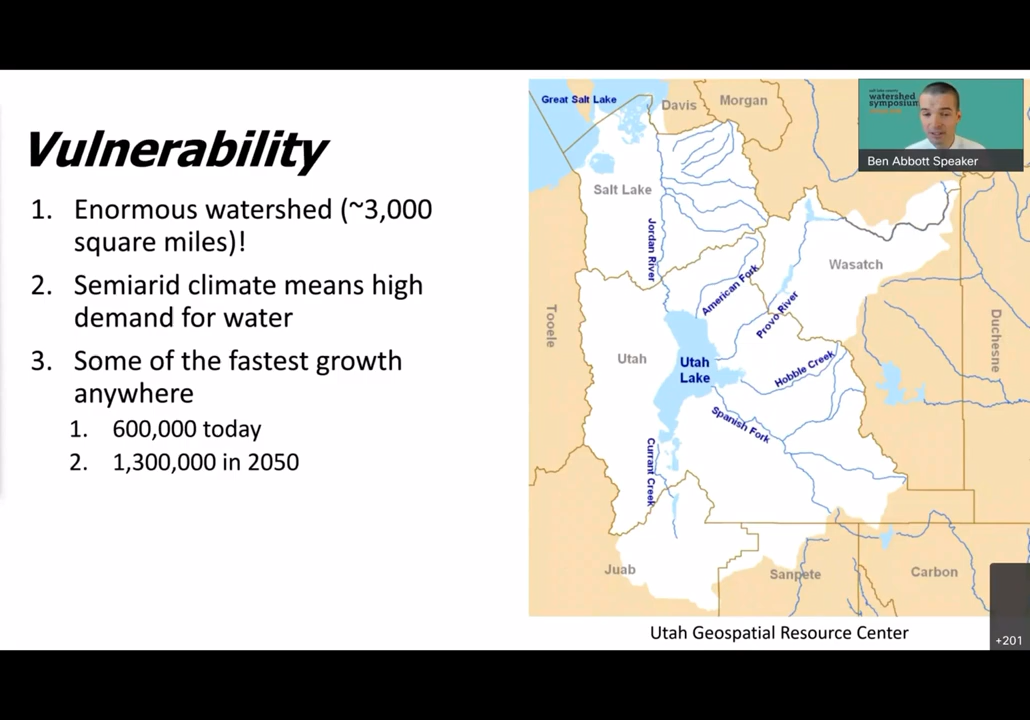 Vulnerability
1. Enormous watershed (~3,000
square miles)!
2. Semiarid climate means high
demand for water
3. Some of the fastest growth
anywhere
1. 600,000 today
2. 1,300,000 in 2050
Great Salt Lake
Davis
Morgan
Salt Lake
Jordan River
American Fork
Provo River
Wasatch
Tooele
Utah
Utah
Lake
Hobble Creek
Duchesne
Spanish Fork
Currant Creek
Juab
Sanpete
Carbon
Utah Geospatial Resource Center
salt lake county
watershed
symposium
Ben Abbott Speaker
+201